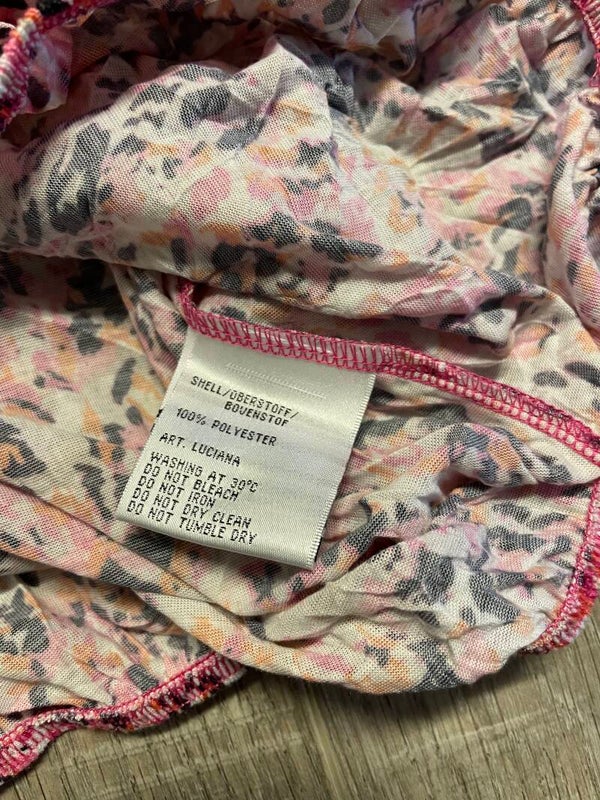 SHELL/OBERSTOFF/
BOVENSTOF
100% POLYESTER
ART. LUCIANA
WASHING AT 30°C
DO NOT BLEACH
DO NOT IRON
DO NOT DRY CLEAN
DO NOT TUMBLE DRY